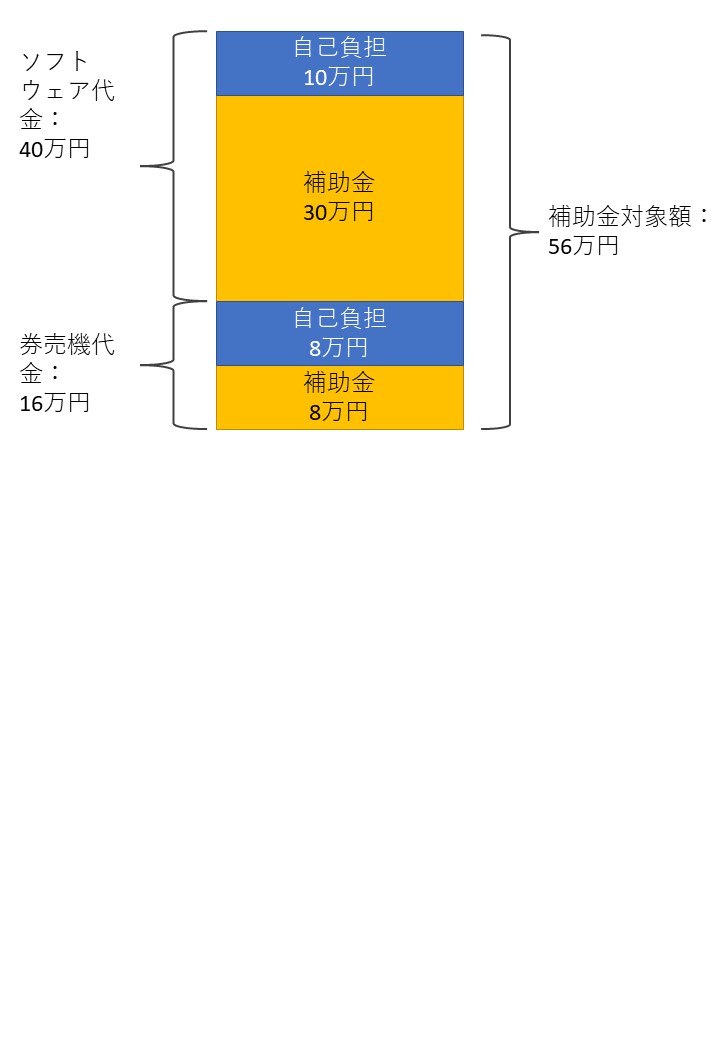 ソフト
ウェア代
金：
40万円
自己負担
10万円
補助金
30万円
補助金対象額：
56万円
券売機代
金：
16万円
自己負担
8万円
補助金
8万円